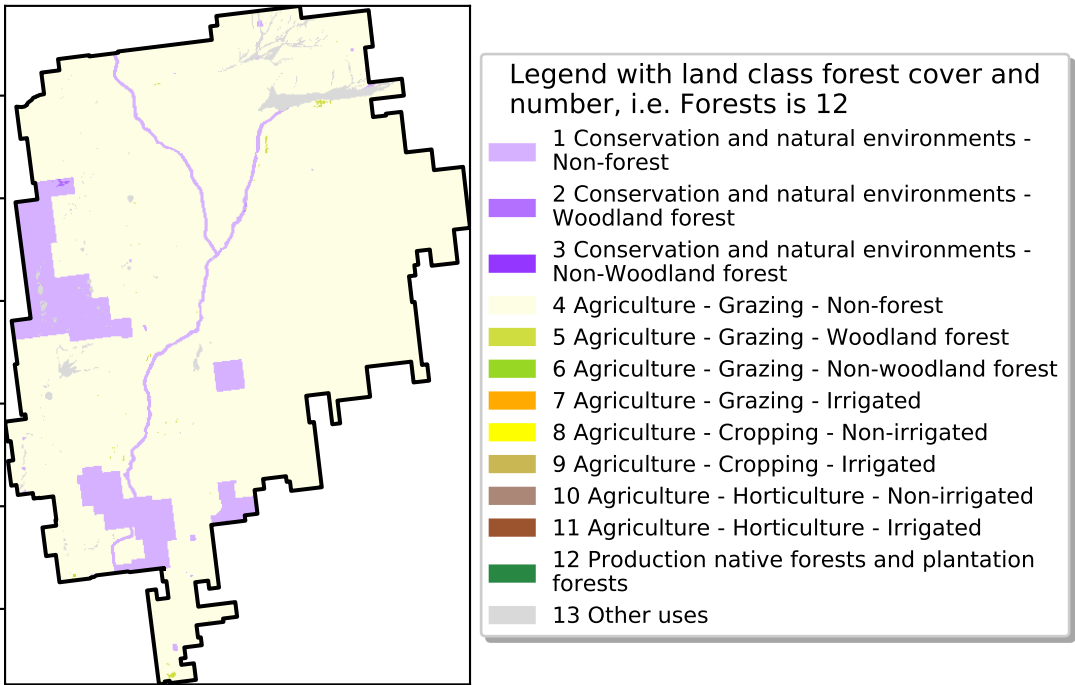 Legend with land class forest cover and
number, i.e. Forests is 12
1 Conservation and natural environments -
Non-forest
2 Conservation and natural environments -
Woodland forest
3 Conservation and natural environments -
Non-Woodland forest
4 Agriculture - Grazing - Non-forest
5 Agriculture - Grazing - Woodland forest
6 Agriculture - Grazing - Non-woodland forest
7 Agriculture - Grazing - Irrigated
8 Agriculture - Cropping - Non-irrigated
9 Agriculture - Cropping - Irrigated
10 Agriculture - Horticulture - Non-irrigated
11 Agriculture - Horticulture - Irrigated
12 Production native forests and plantation
forests
13 Other uses